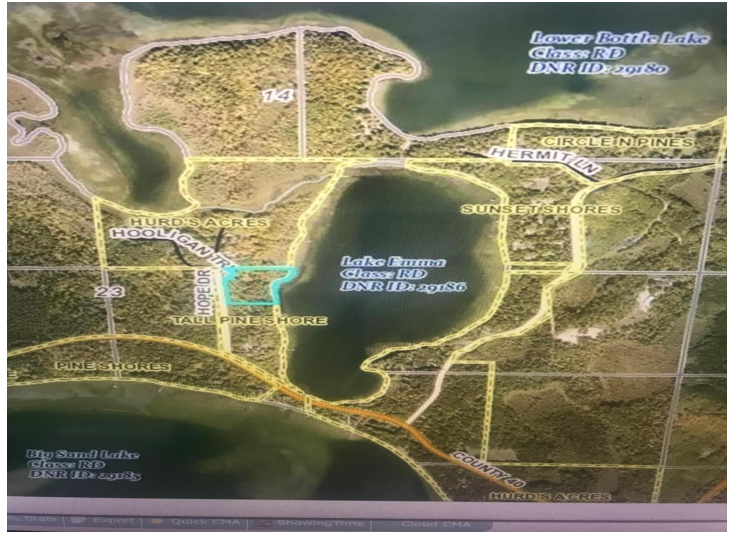 Lower Bottle Lake
Class: RD
DNR ID: 29180
14
CIRCLE N PINES
HERMIT LN
HURD'S ACRES
SUNSET SHORES
HOOLIGAN TR
Lake Emma
Class: RD
DNR ID: 29186
23
HOPE DR
TALL PINE SHORE
PINE SHORES
E
Big Sand Lake
Class: RD
DNR ID: 29185
COUNTY 40
HURD'S ACRES
Stats Export Quick CMA ShowingTime Cloud CMA